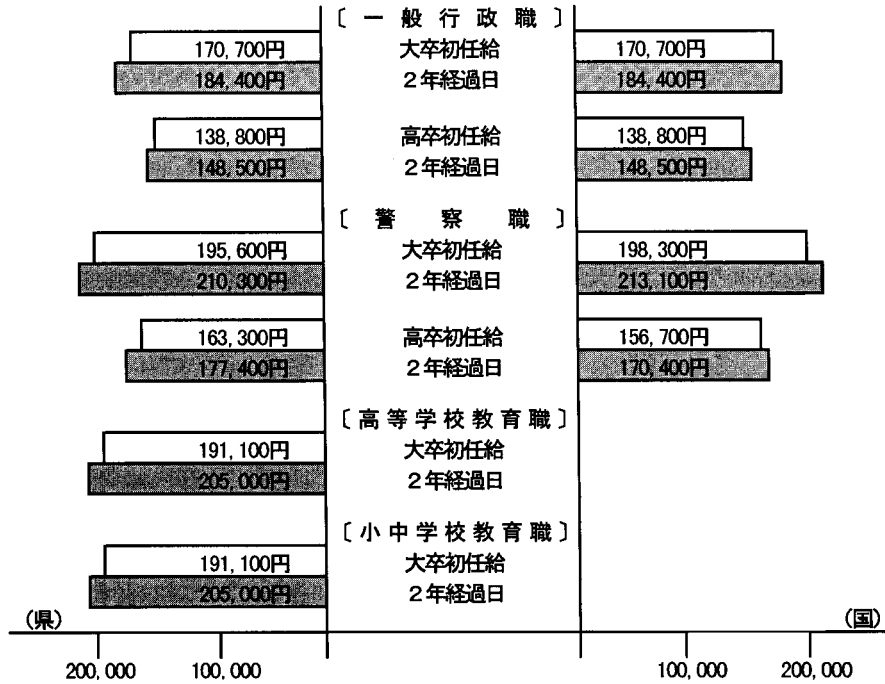 〔一般行政職〕
170,700円 大卒初任給 170,700円
184,400円 2年経過日 184,400円
138,800円 高卒初任給 138,800円
148,500円 2年経過日 148,500円
〔警察職〕
195,600円 大卒初任給 198,300円
210,300円 2年経過日 213,100円
163,300円 高卒初任給 156,700円
177,400円 2年経過日 170,400円
〔高等学校教育職〕
191,100円 大卒初任給
205,000円 2年経過日
〔小中学校教育職〕
191,100円 大卒初任給
205,000円 2年経過日
(県) (国)
200,000 100,000 100,000 200,000